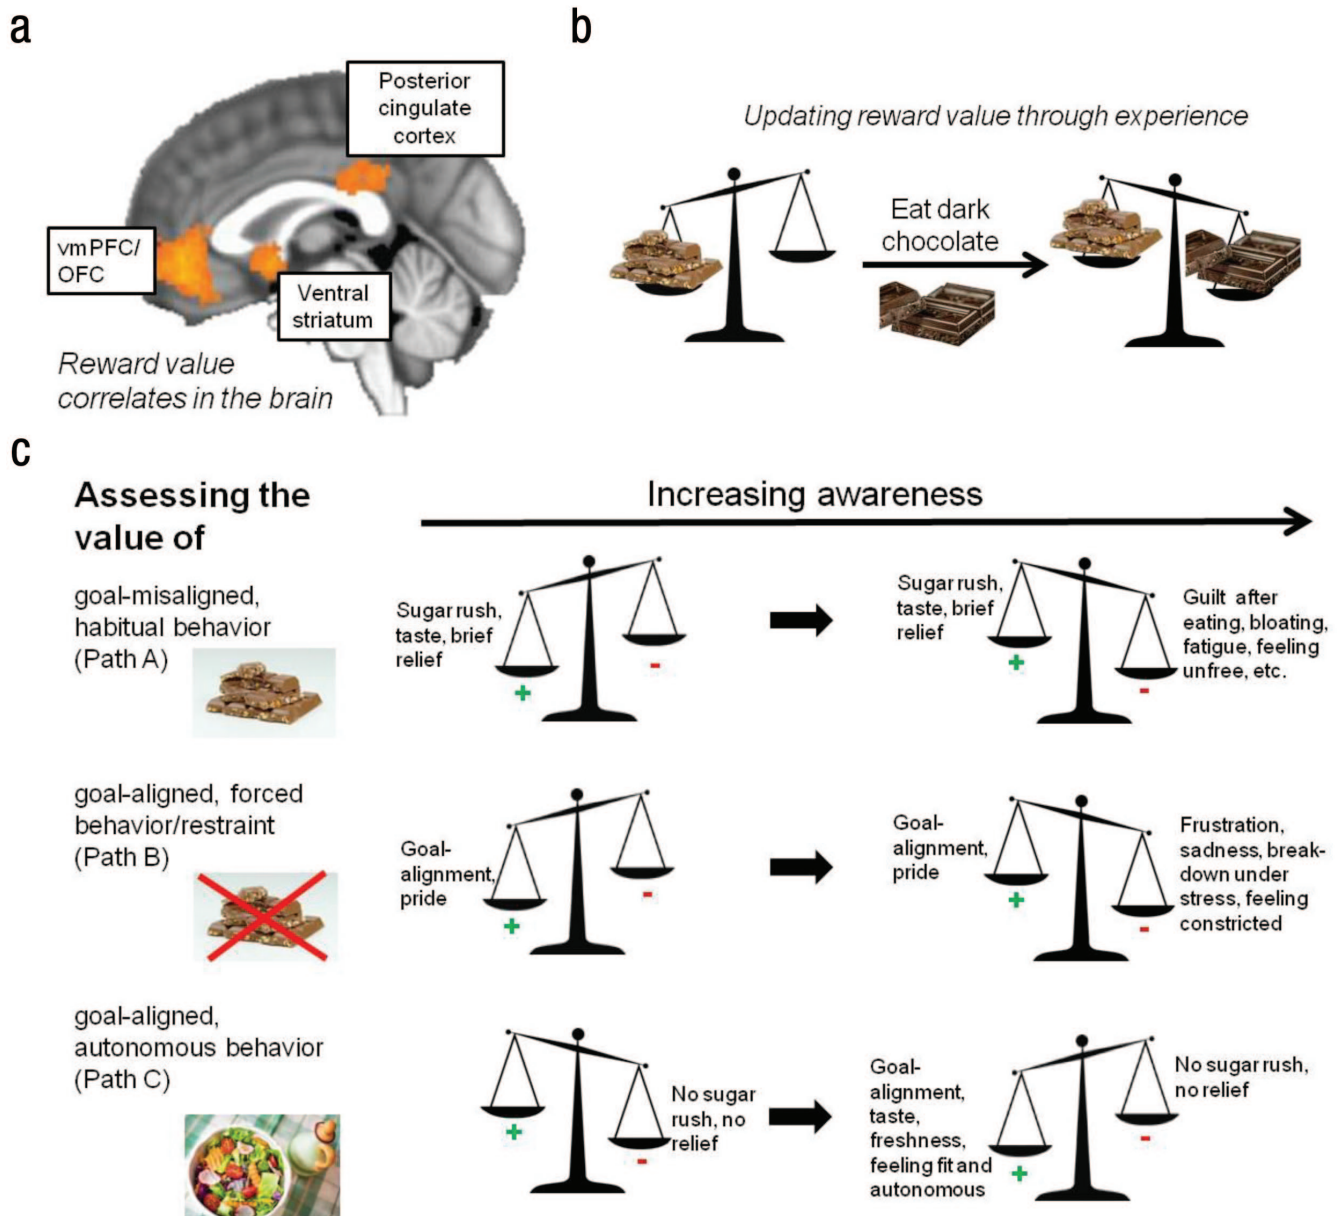 a
Posterior
cingulate
cortex
vmPFC/
OFC
Ventral
striatum
Reward value
correlates in the brain
b
Updating reward value through experience
Eat dark
chocolate
c
Assessing the
value of
Increasing awareness
goal-misaligned,
habitual behavior
(Path A)
Sugar rush,
taste, brief
relief
+
-
Sugar rush,
taste, brief
relief
+
-
Guilt after
eating, bloating,
fatigue, feeling
unfree, etc.
goal-aligned, forced
behavior/restraint
(Path B)
Goal-
alignment,
pride
+
-
Goal-
alignment,
pride
+
-
Frustration,
sadness, break-
down under
stress, feeling
constricted
goal-aligned,
autonomous behavior
(Path C)
+
-
No sugar
rush, no
relief
Goal-
alignment,
taste,
freshness,
feeling fit and
autonomous
+
-
No sugar rush,
no relief